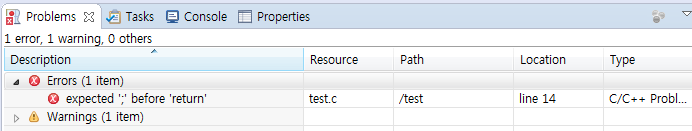 Problems Tasks Console Properties
1 error, 1 warning, 0 others
Description Resource Path Location Type
Errors (1 item)
expected ';' before 'return' test.c /test line 14 C/C++ Probl...
Warnings (1 item)